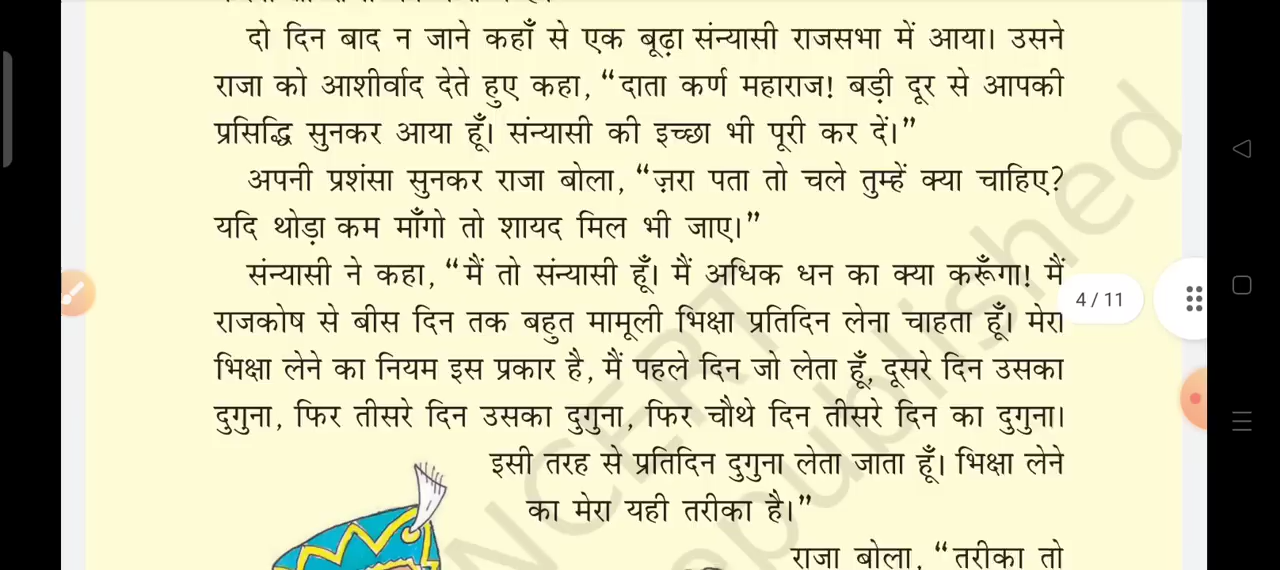 दो दिन बाद न जाने कहाँ से एक बूढ़ा संन्यासी राजसभा में आया। उसने
राजा को आशीर्वाद देते हुए कहा, “दाता कर्ण महाराज! बड़ी दूर से आपकी
प्रसिद्धि सुनकर आया हूँ। संन्यासी की इच्छा भी पूरी कर दें।”
अपनी प्रशंसा सुनकर राजा बोला, “ज़रा पता तो चले तुम्हें क्या चाहिए?
यदि थोड़ा कम माँगो तो शायद मिल भी जाए।”
संन्यासी ने कहा, “मैं तो संन्यासी हूँ। मैं अधिक धन का क्या करूँगा! मैं
राजकोष से बीस दिन तक बहुत मामूली भिक्षा प्रतिदिन लेना चाहता हूँ। मेरा
भिक्षा लेने का नियम इस प्रकार है, मैं पहले दिन जो लेता हूँ, दूसरे दिन उसका
दुगुना, फिर तीसरे दिन उसका दुगुना, फिर चौथे दिन तीसरे दिन का दुगुना।
इसी तरह से प्रतिदिन दुगुना लेता जाता हूँ। भिक्षा लेने
का मेरा यही तरीका है।”
राजा बोला, “तरीका तो
4 / 11
NCERT
republished